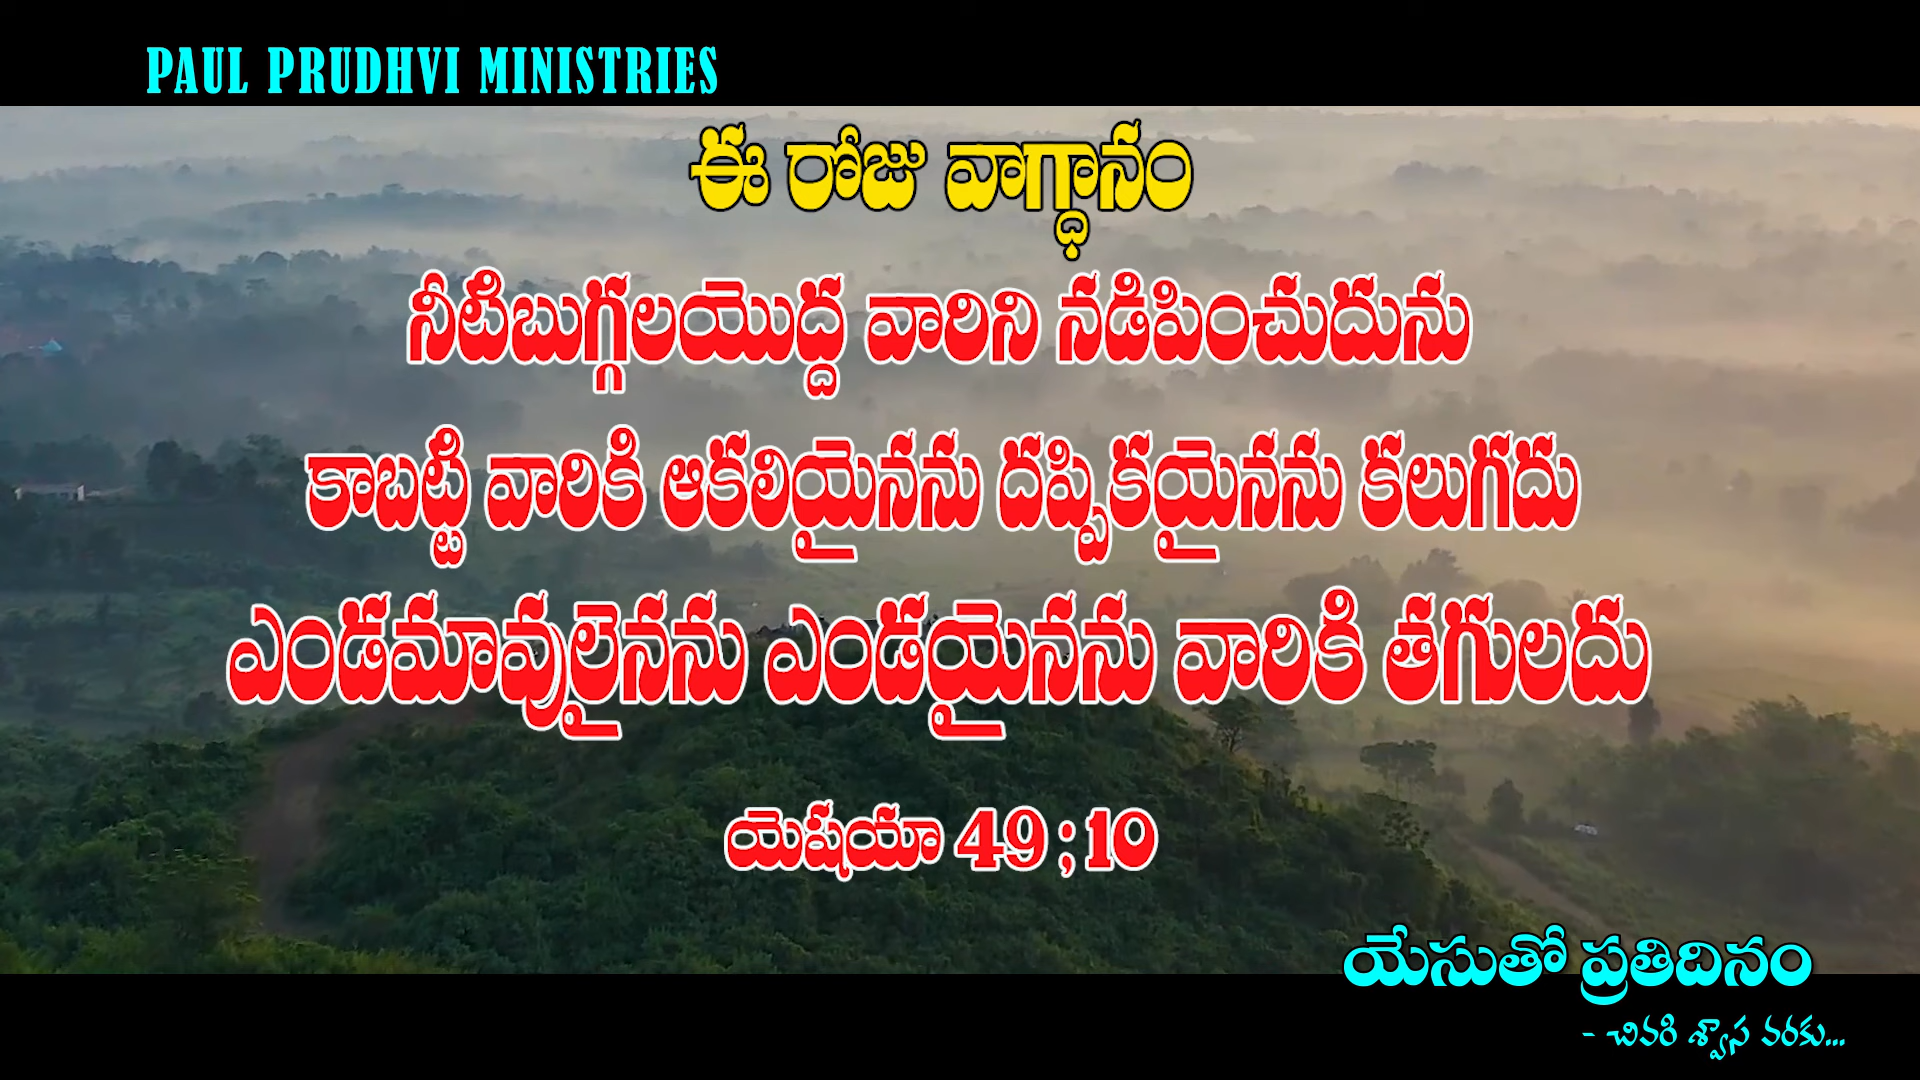 PAUL PRUDHVI MINISTRIES
ఈ రోజు వాగ్ధానం
నీటిబుగ్గలయొద్ద వారిని నడిపించుదును
కాబట్టి వారికి ఆకలియైనను దప్పికయైనను కలుగదు
ఎండమావులైనను ఎండయైనను వారికి తగులదు
యెషయా 49 ; 10
యేసుతో ప్రతిదినం
- చివరి శ్వాస వరకు...